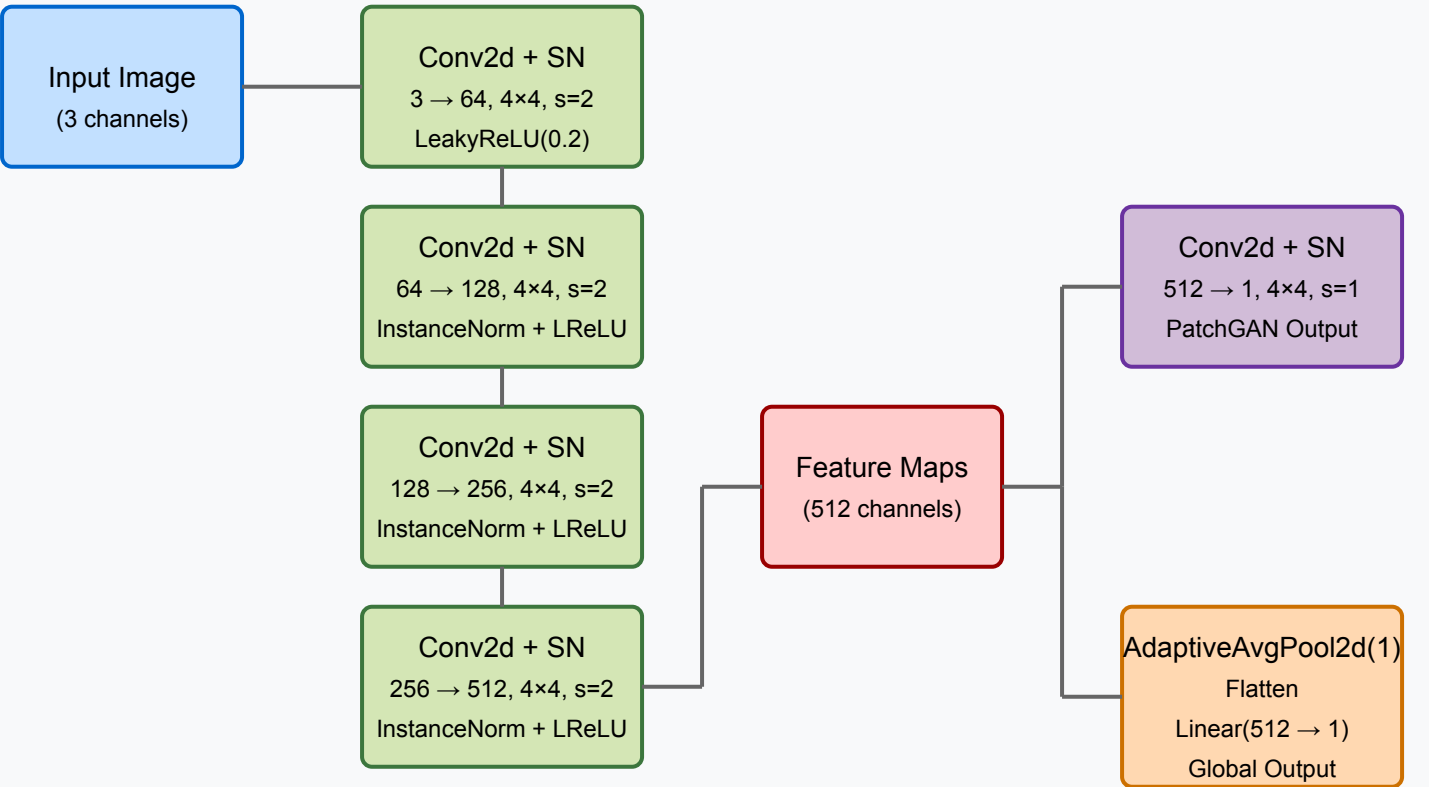 Input Image
(3 channels)
Conv2d + SN
3 → 64, 4×4, s=2
LeakyReLU(0.2)
Conv2d + SN
64 → 128, 4×4, s=2
InstanceNorm + LReLU
Conv2d + SN
128 → 256, 4×4, s=2
InstanceNorm + LReLU
Conv2d + SN
256 → 512, 4×4, s=2
InstanceNorm + LReLU
Feature Maps
(512 channels)
Conv2d + SN
512 → 1, 4×4, s=1
PatchGAN Output
AdaptiveAvgPool2d(1)
Flatten
Linear(512 → 1)
Global Output